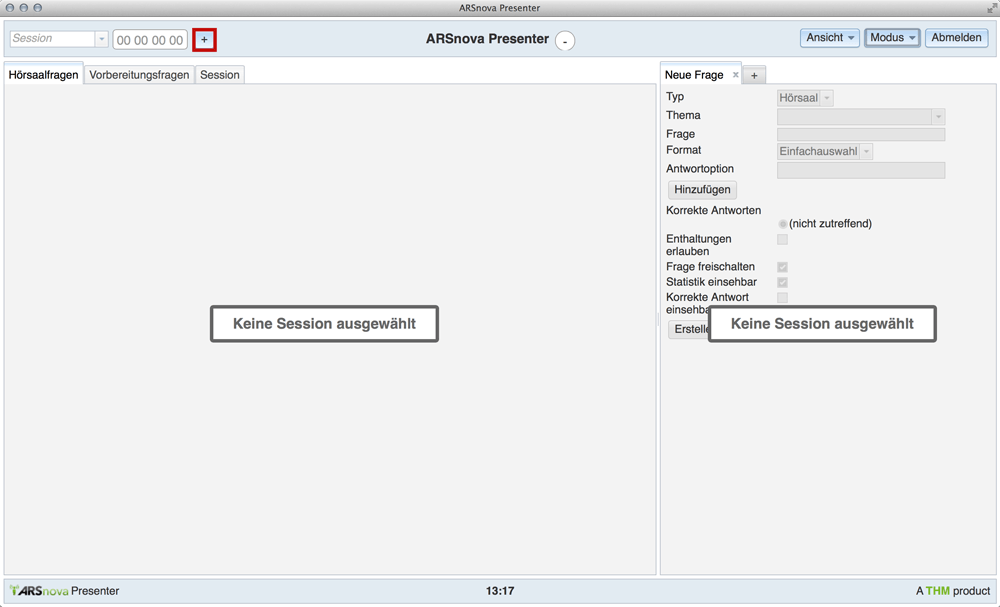 ARSnova Presenter
Session
00 00 00 00
+
ARSnova Presenter
-
Ansicht
Modus
Abmelden
Hörsaalfragen
Vorbereitungsfragen
Session
Keine Session ausgewählt
Neue Frage
+
Typ
Hörsaal
Thema
Frage
Format
Einfachauswahl
Antwortoption
Hinzufügen
Korrekte Antworten
(nicht zutreffend)
Enthaltungen
erlauben
Frage freischalten
Statistik einsehbar
Korrekte Antwort
einsehba
Erstelle
Keine Session ausgewählt
ARSnova Presenter
13:17
A THM product